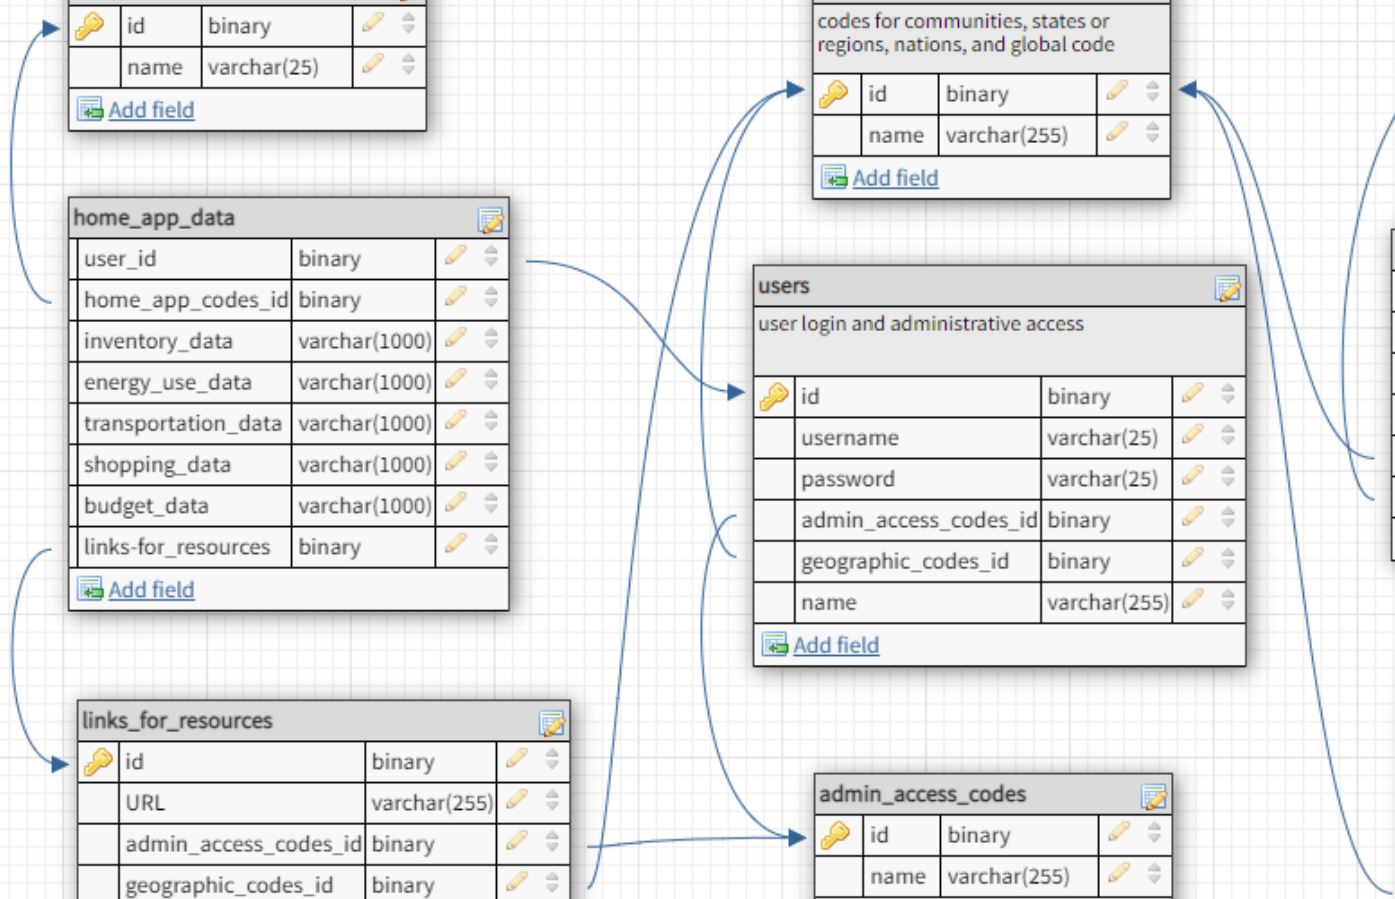 id binary
name varchar(25)
Add field
home_app_data
user_id binary
home_app_codes_id binary
inventory_data varchar(1000)
energy_use_data varchar(1000)
transportation_data varchar(1000)
shopping_data varchar(1000)
budget_data varchar(1000)
links-for_resources binary
Add field
links_for_resources
id binary
URL varchar(255)
admin_access_codes_id binary
geographic_codes_id binary
codes for communities, states or
regions, nations, and global code
id binary
name varchar(255)
Add field
users
user login and administrative access
id binary
username varchar(25)
password varchar(25)
admin_access_codes_id binary
geographic_codes_id binary
name varchar(255)
Add field
admin_access_codes
id binary
name varchar(255)